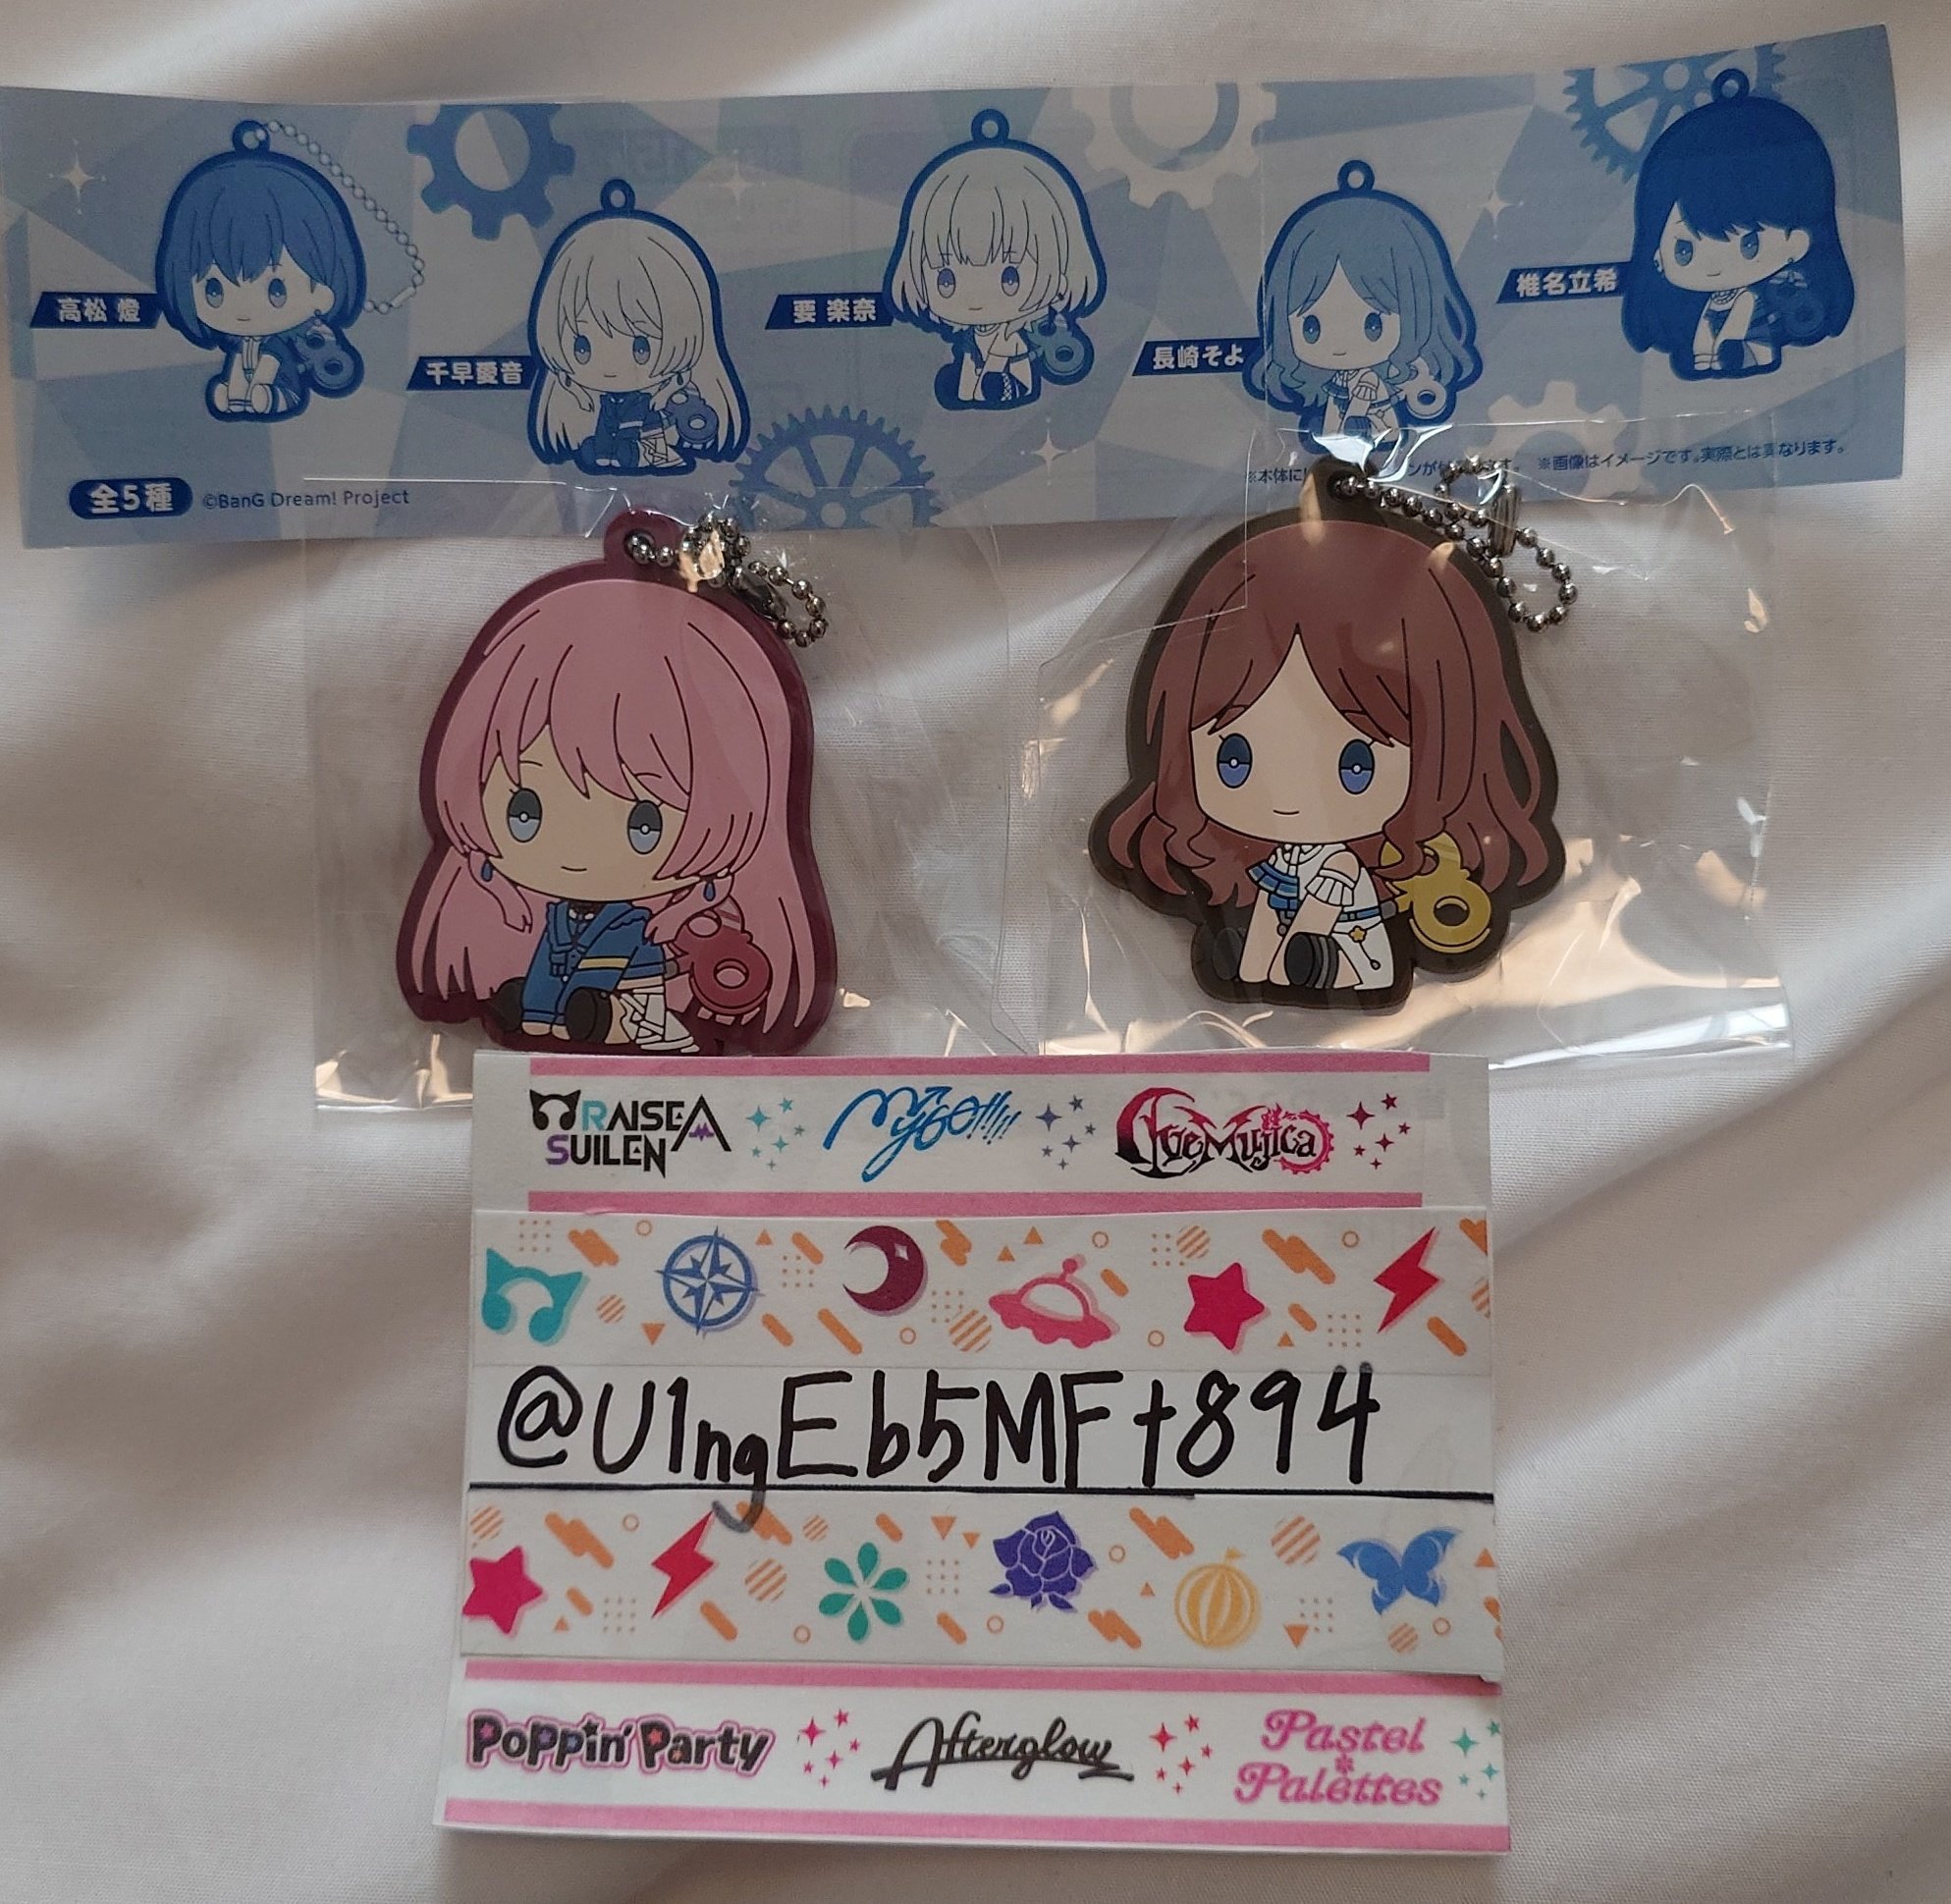 高松 燈
千早愛音
要 楽奈
長崎そよ
椎名立希
全5種
©BanG Dream! Project
※画像はイメージです。実際とは異なります。
RAISE A SUILEN
MyGO!!!!!
Ave Mujica
@U1ngEb5MFt894
Poppin'Party
Afterglow
Pastel
Palettes